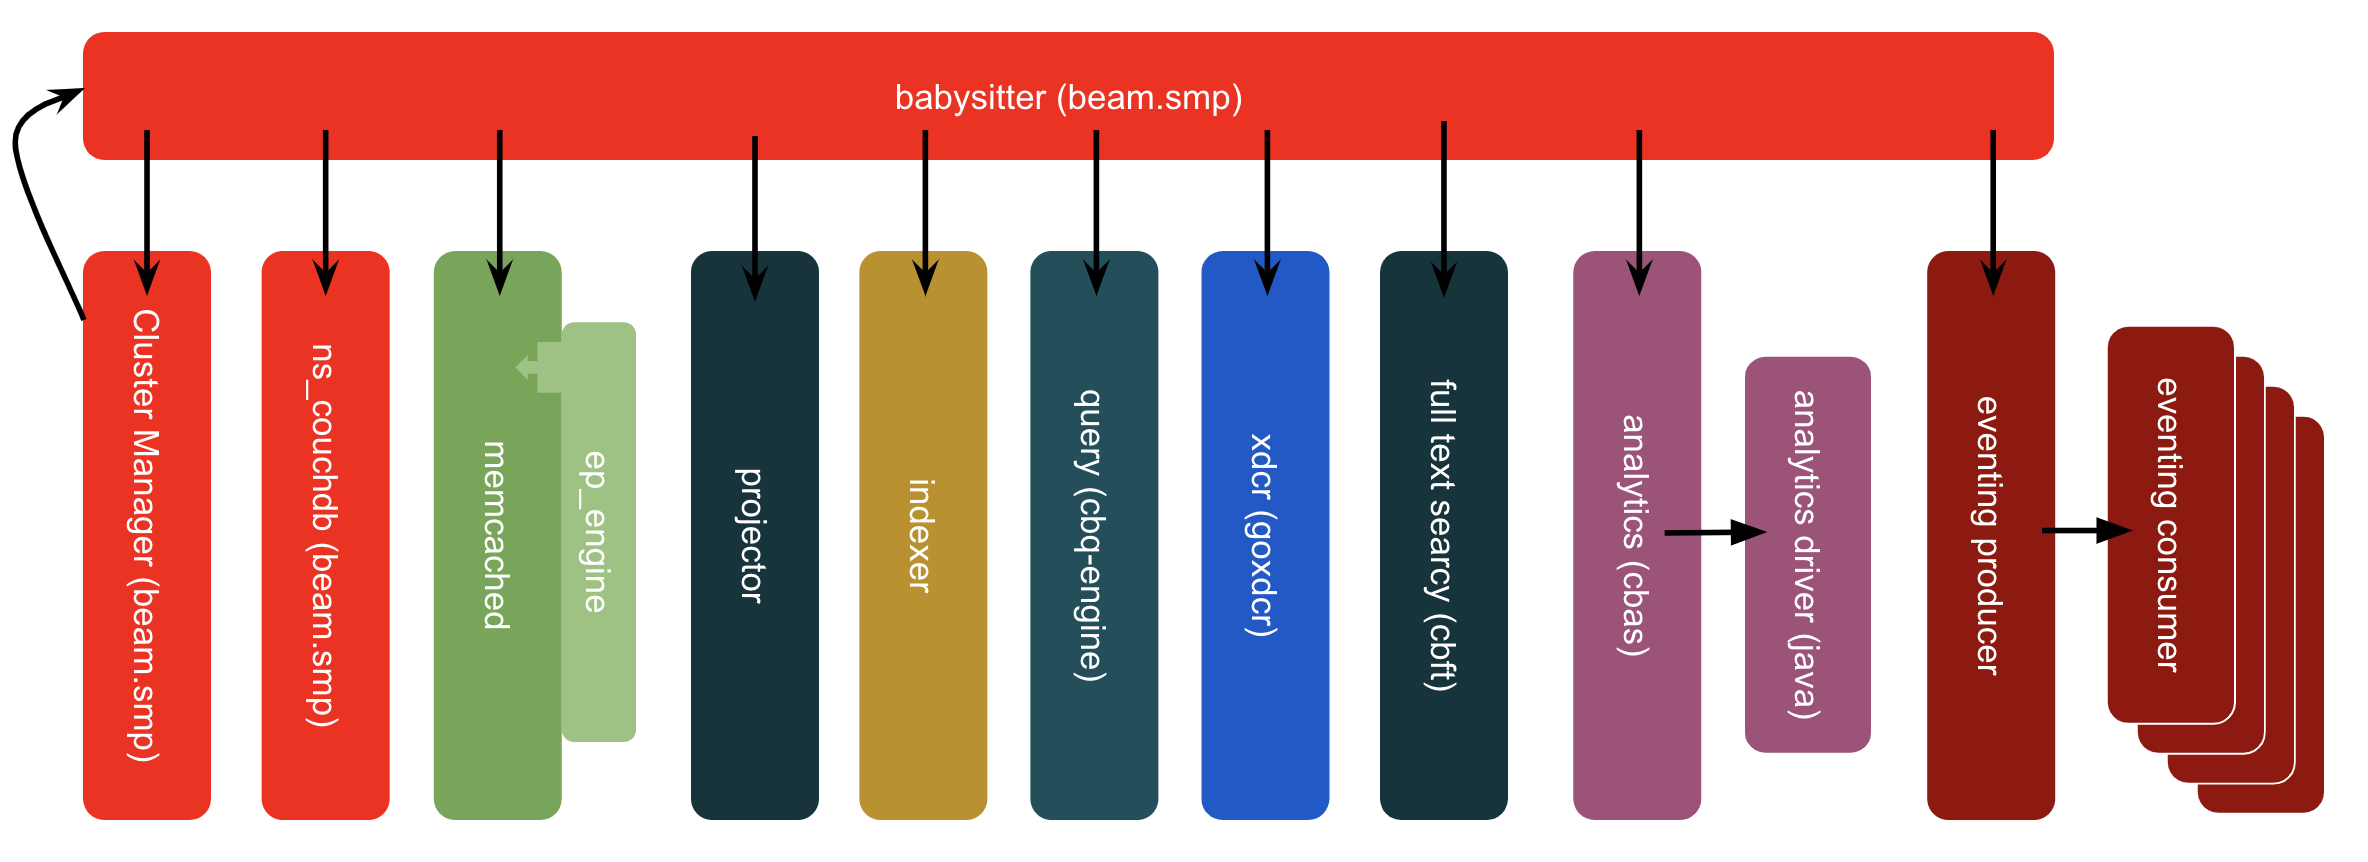 babysitter (beam.smp)
Cluster Manager (beam.smp)
ns_couchdb (beam.smp)
memcached
ep_engine
projector
indexer
query (cbq-engine)
xdcr (goxdcr)
full text searcy (cbft)
analytics (cbas)
analytics driver (java)
eventing producer
eventing consumer